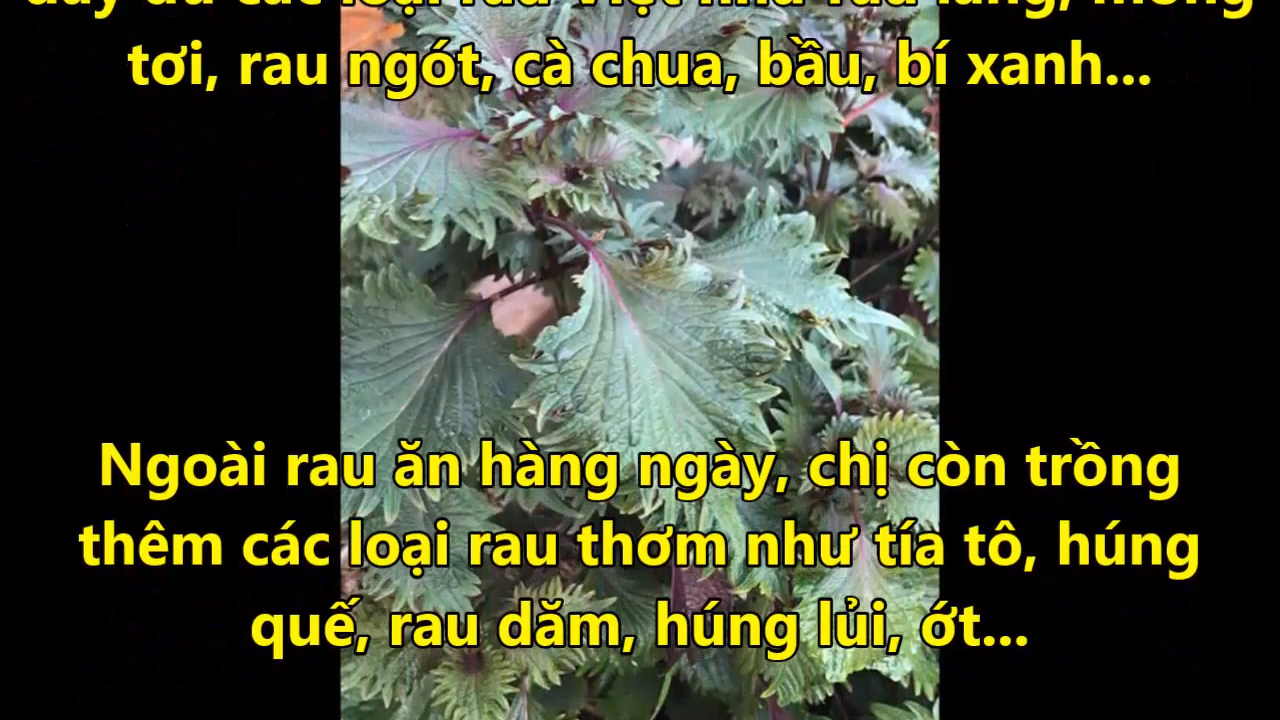 tơi, rau ngót, cà chua, bầu, bí xanh...
Ngoài rau ăn hàng ngày, chị còn trồng
thêm các loại rau thơm như tía tô, húng
quế, rau dăm, húng lủi, ớt...